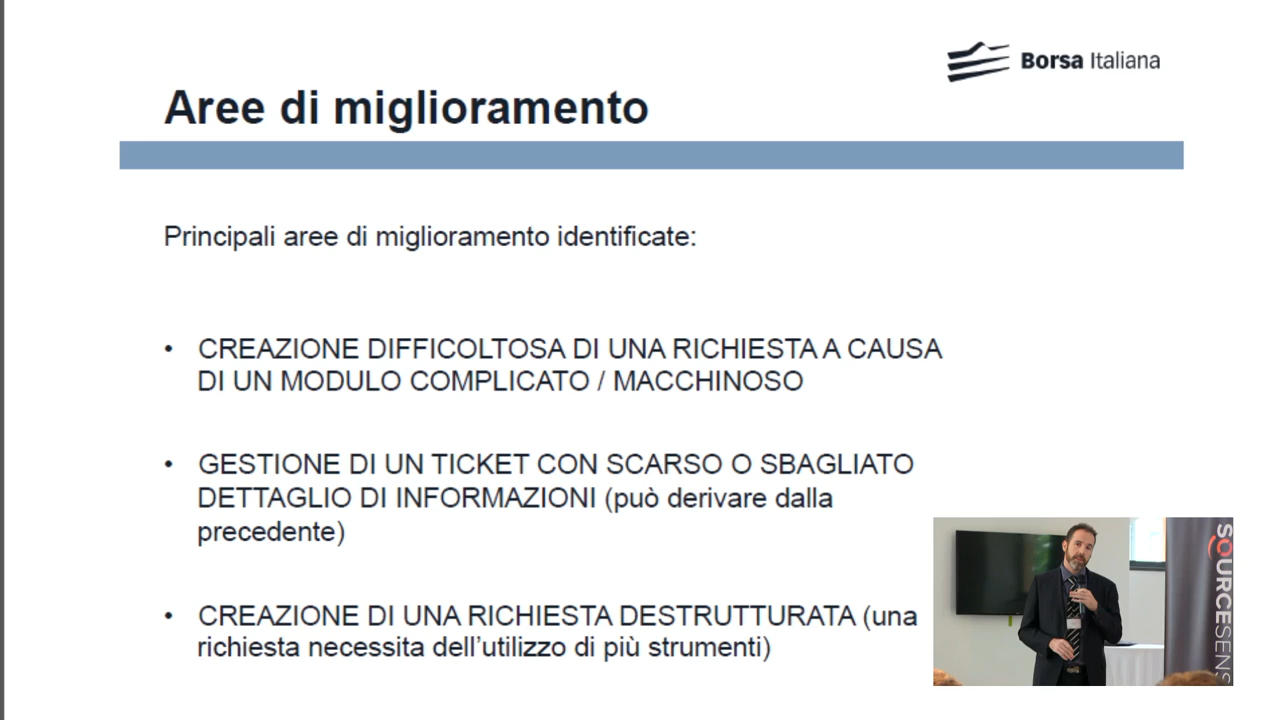 Borsa Italiana
Aree di miglioramento
Principali aree di miglioramento identificate:
• CREAZIONE DIFFICOLTOSA DI UNA RICHIESTA A CAUSA
DI UN MODULO COMPLICATO / MACCHINOSO
• GESTIONE DI UN TICKET CON SCARSO O SBAGLIATO
DETTAGLIO DI INFORMAZIONI (può derivare dalla
precedente)
• CREAZIONE DI UNA RICHIESTA DESTRUTTURATA (una
richiesta necessita dell'utilizzo di più strumenti)
SOURCESENS